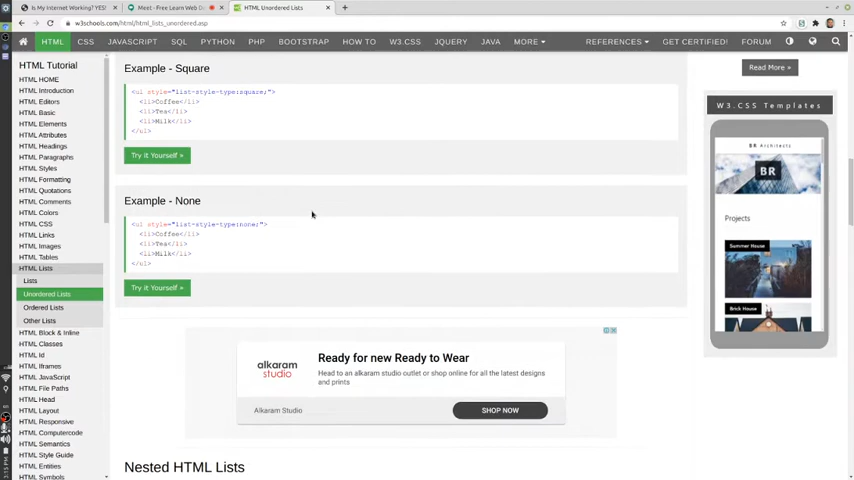 Is My Internet Working? YES!
Meet - Free Learn Web D
HTML Unordered Lists
w3schools.com/html/html_lists_unordered.asp
HTML CSS JAVASCRIPT SQL PYTHON PHP BOOTSTRAP HOW TO W3.CSS JQUERY JAVA MORE REFERENCES GET CERTIFIED! FORUM
HTML Tutorial
HTML HOME
HTML Introduction
HTML Editors
HTML Basic
HTML Elements
HTML Attributes
HTML Headings
HTML Paragraphs
HTML Styles
HTML Formatting
HTML Quotations
HTML Comments
HTML Colors
HTML CSS
HTML Links
HTML Images
HTML Tables
HTML Lists
Lists
Unordered Lists
Ordered Lists
Other Lists
HTML Block & Inline
HTML Classes
HTML Id
HTML Iframes
HTML JavaScript
HTML File Paths
HTML Head
HTML Layout
HTML Responsive
HTML Computercode
HTML Semantics
HTML Style Guide
HTML Entities
HTML Symbols
Example - Square
<ul style="list-style-type:square;">
<li>Coffee</li>
<li>Tea</li>
<li>Milk</li>
</ul>
Try it Yourself »
Example - None
<ul style="list-style-type:none;">
<li>Coffee</li>
<li>Tea</li>
<li>Milk</li>
</ul>
Try it Yourself »
alkaram
studio
Ready for new Ready to Wear
Head to an alkaram studio outlet or shop online for all the latest designs
and prints
Alkaram Studio
SHOP NOW
Nested HTML Lists
Read More »
W3.CSS Templates
BR Architects
BR
Projects
Summer House
Brick House
3:15 PM